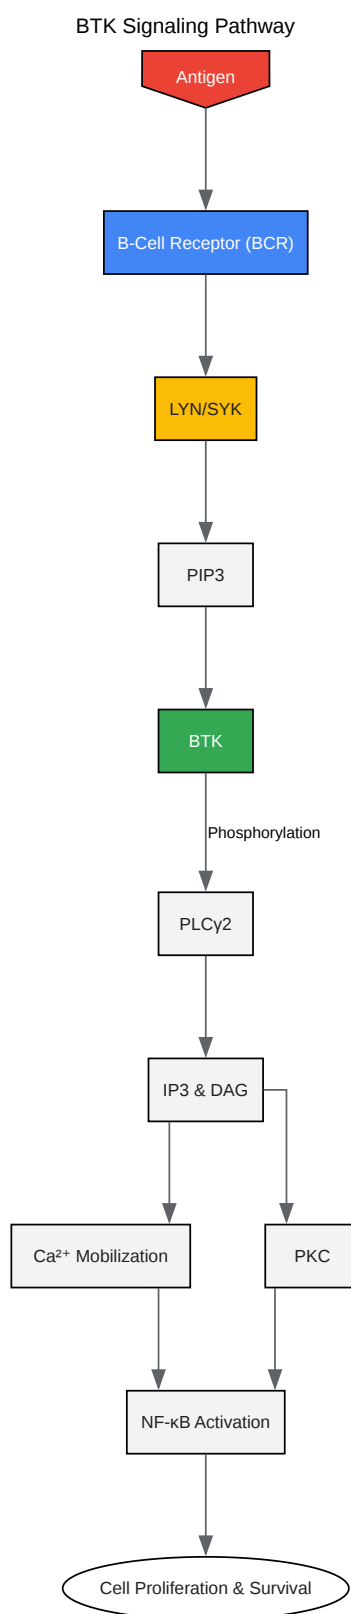 BTK Signaling Pathway
Antigen
B-Cell Receptor (BCR)
LYN/SYK
PIP3
BTK
Phosphorylation
PLCγ2
IP3 & DAG
Ca²⁺ Mobilization
PKC
NF-κB Activation
Cell Proliferation & Survival